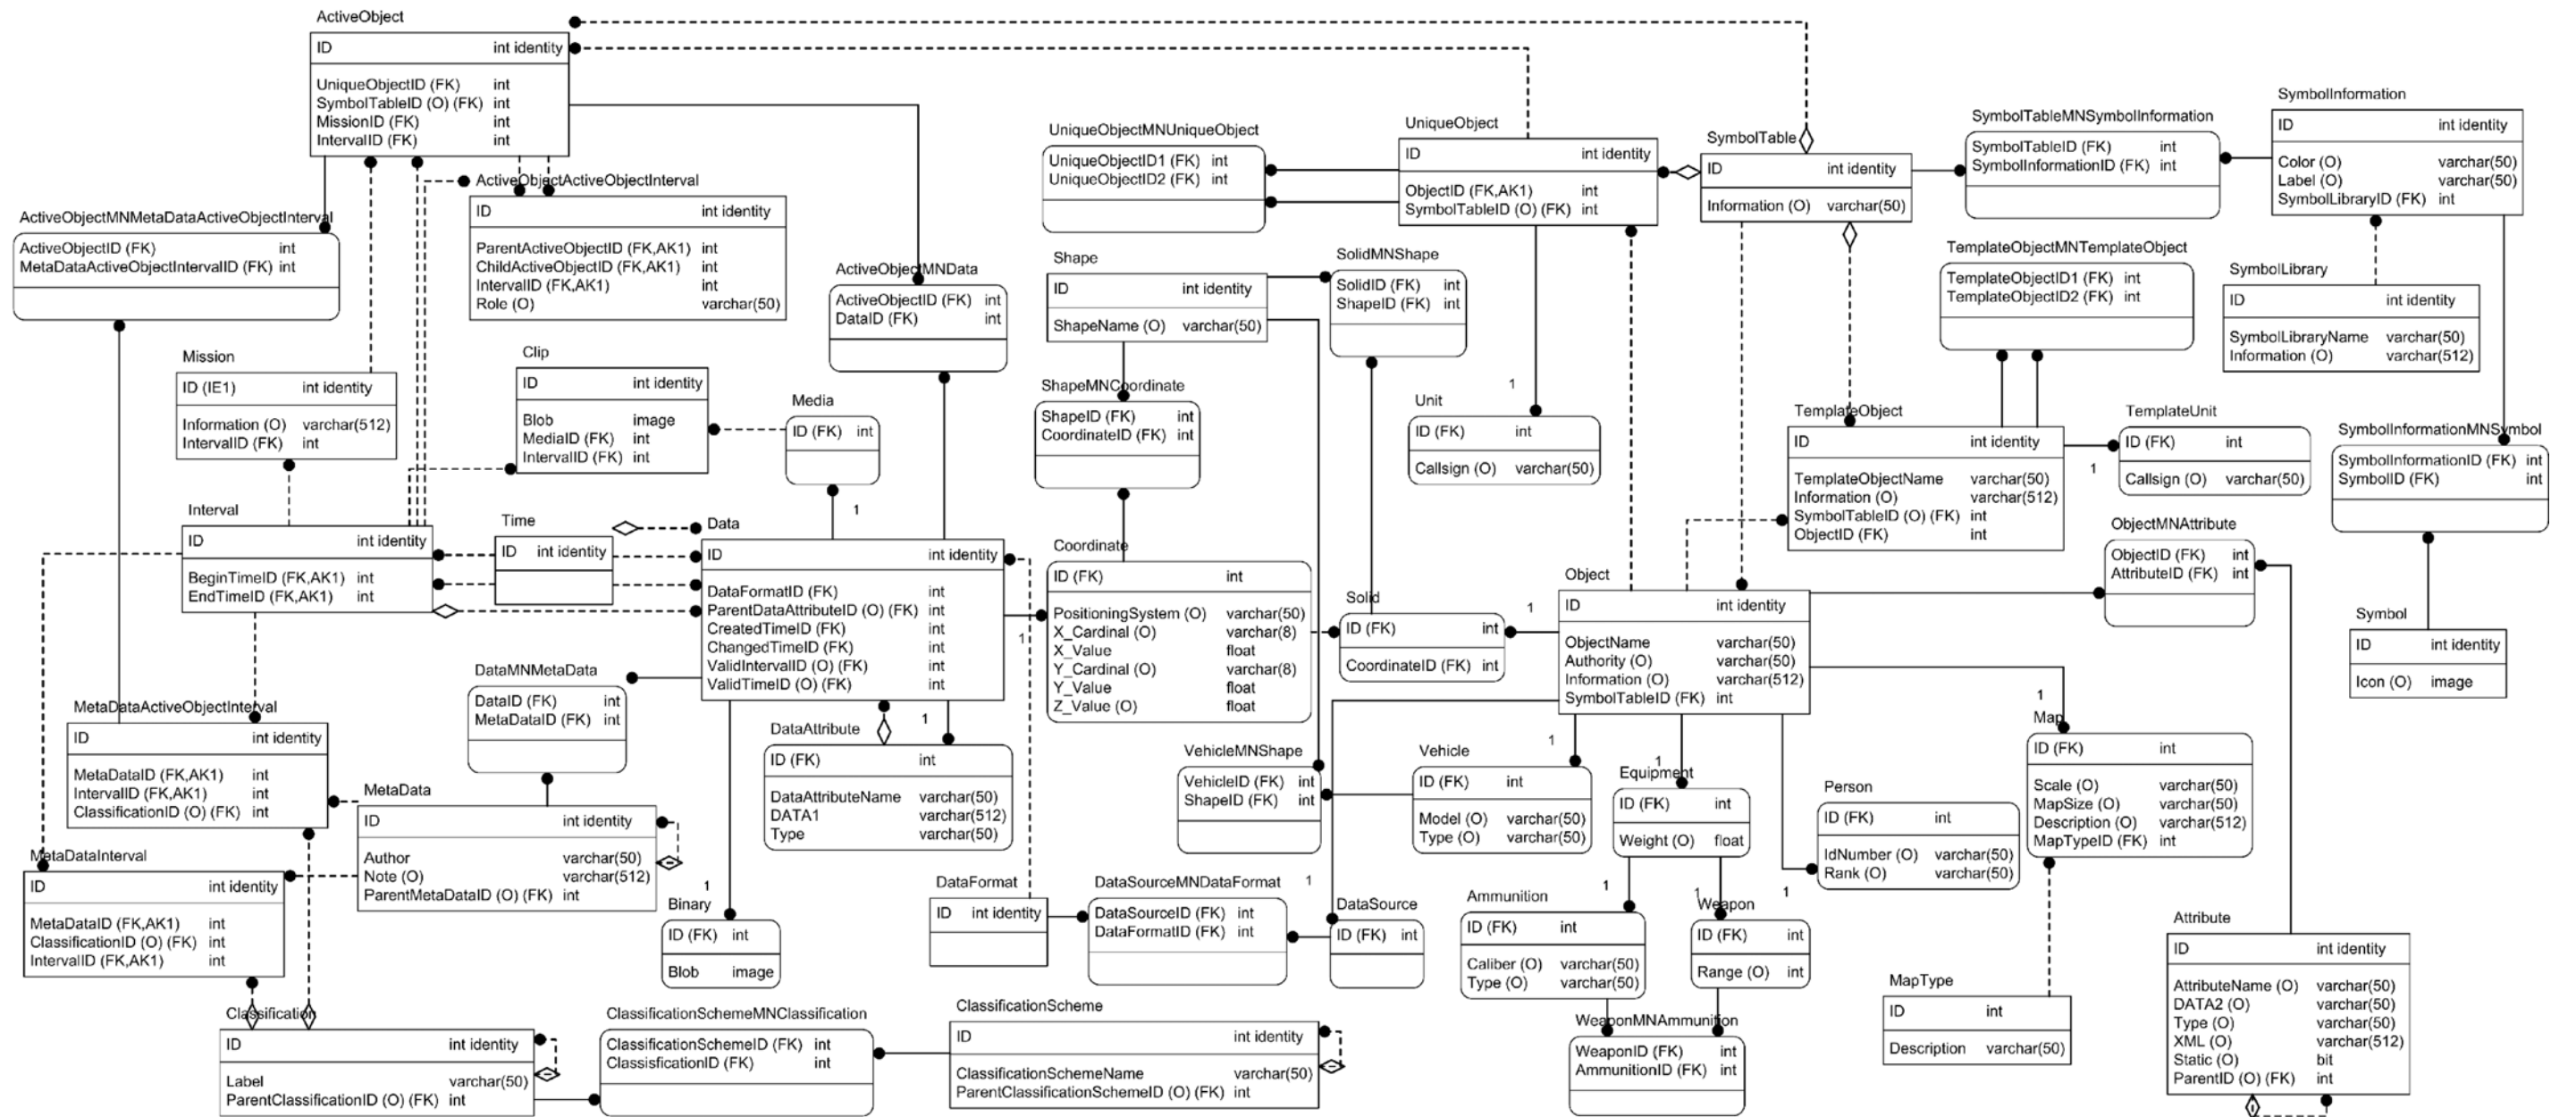 ActiveObject
ID int identity
UniqueObjectID (FK) int
SymbolTableID (O) (FK) int
MissionID (FK) int
IntervalID (FK) int
ActiveObjectMNMetaDataActiveObjectInterval
ActiveObjectID (FK) int
MetaDataActiveObjectIntervalID (FK) int
ActiveObjectActiveObjectInterval
ID int identity
ParentActiveObjectID (FK,AK1) int
ChildActiveObjectID (FK,AK1) int
IntervalID (FK,AK1) int
Role (O) varchar(50)
ActiveObjectMNData
ActiveObjectID (FK) int
DataID (FK) int
UniqueObjectMNUniqueObject
UniqueObjectID1 (FK) int
UniqueObjectID2 (FK) int
UniqueObject
ID int identity
ObjectID (FK,AK1) int
SymbolTableID (O) (FK) int
SymbolTable
ID int identity
Information (O) varchar(50)
SymbolTableMNSymbolInformation
SymbolTableID (FK) int
SymbolInformationID (FK) int
SymbolInformation
ID int identity
Color (O) varchar(50)
Label (O) varchar(50)
SymbolLibraryID (FK) int
Shape
ID int identity
ShapeName (O) varchar(50)
SolidMNShape
SolidID (FK) int
ShapeID (FK) int
TemplateObjectMNTemplateObject
TemplateObjectID1 (FK) int
TemplateObjectID2 (FK) int
SymbolLibrary
ID int identity
SymbolLibraryName varchar(50)
Information (O) varchar(512)
Mission
ID (IE1) int identity
Information (O) varchar(512)
IntervalID (FK) int
Clip
ID int identity
Blob image
MediaID (FK) int
IntervalID (FK) int
Media
ID (FK) int
1
ShapeMNCoordinate
ShapeID (FK) int
CoordinateID (FK) int
1
Unit
ID (FK) int
Callsign (O) varchar(50)
TemplateObject
ID int identity
TemplateObjectName varchar(50)
Information (O) varchar(512)
SymbolTableID (O) (FK) int
ObjectID (FK) int
TemplateUnit
ID (FK) int
Callsign (O) varchar(50)
1
SymbolInformationMNSymbol
SymbolInformationID (FK) int
SymbolID (FK) int
Interval
ID int identity
BeginTimeID (FK,AK1) int
EndTimeID (FK,AK1) int
Time
ID int identity
Data
ID int identity
DataFormatID (FK) int
ParentDataAttributeID (O) (FK) int
CreatedTimeID (FK) int
ChangedTimeID (FK) int
ValidIntervalID (O) (FK) int
ValidTimeID (O) (FK) int
1
Coordinate
ID (FK) int
PositioningSystem (O) varchar(50)
X_Cardinal (O) varchar(8)
X_Value float
Y_Cardinal (O) varchar(8)
Y_Value float
Z_Value (O) float
Solid
ID (FK) int
CoordinateID (FK) int
1
Object
ID int identity
ObjectName varchar(50)
Authority (O) varchar(50)
Information (O) varchar(512)
SymbolTableID (FK) int
ObjectMNAttribute
ObjectID (FK) int
AttributeID (FK) int
Symbol
ID int identity
Icon (O) image
DataMNMetaData
DataID (FK) int
MetaDataID (FK) int
MetaDataActiveObjectInterval
ID int identity
MetaDataID (FK,AK1) int
IntervalID (FK,AK1) int
ClassificationID (O) (FK) int
DataAttribute
1
ID (FK) int
DataAttributeName varchar(50)
DATA1 varchar(512)
Type varchar(50)
VehicleMNShape
VehicleID (FK) int
ShapeID (FK) int
Vehicle
1
ID (FK) int
Model (O) varchar(50)
Type (O) varchar(50)
Equipment
1
ID (FK) int
Weight (O) float
Person
ID (FK) int
IdNumber (O) varchar(50)
Rank (O) varchar(50)
1
Map
1
ID (FK) int
Scale (O) varchar(50)
MapSize (O) varchar(50)
Description (O) varchar(512)
MapTypeID (FK) int
MetaData
ID int identity
Author varchar(50)
Note (O) varchar(512)
ParentMetaDataID (O) (FK) int
MetaDataInterval
ID int identity
MetaDataID (FK,AK1) int
ClassificationID (O) (FK) int
IntervalID (FK,AK1) int
1
Binary
ID (FK) int
Blob image
DataFormat
ID int identity
DataSourceMNDataFormat
DataSourceID (FK) int
DataFormatID (FK) int
1
DataSource
ID (FK) int
Ammunition
1
ID (FK) int
Caliber (O) varchar(50)
Type (O) varchar(50)
1
Weapon
ID (FK) int
Range (O) int
Attribute
ID int identity
AttributeName (O) varchar(50)
DATA2 (O) varchar(50)
Type (O) varchar(50)
XML (O) varchar(512)
Static (O) bit
ParentID (O) (FK) int
MapType
ID int
Description varchar(50)
Classification
ID int identity
Label varchar(50)
ParentClassificationID (O) (FK) int
ClassificationSchemeMNClassification
ClassificationSchemeID (FK) int
ClassisficationID (FK) int
ClassificationScheme
ID int identity
ClassificationSchemeName varchar(50)
ParentClassificationSchemeID (O) (FK) int
WeaponMNAmmunition
WeaponID (FK) int
AmmunitionID (FK) int